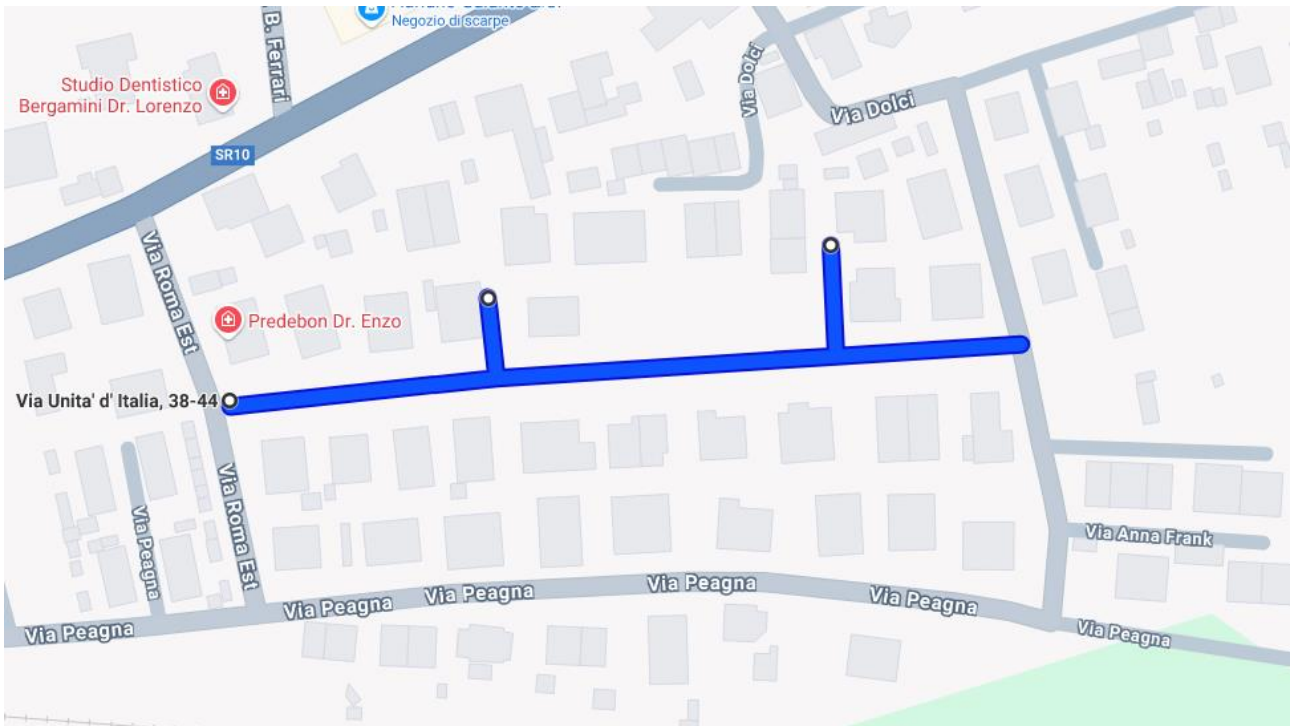 Negozio di scarpe
B. Ferrari
Studio Dentistico
Bergamini Dr. Lorenzo
Via Dolci
Via Dolci
SR10
Via Roma Est
Predebon Dr. Enzo
Via Unita' d' Italia, 38-44
Via Roma Est
Via Peagna
Via Anna Frank
Via Peagna
Via Peagna
Via Peagna
Via Peagna
Via Peagna
Via Peagna